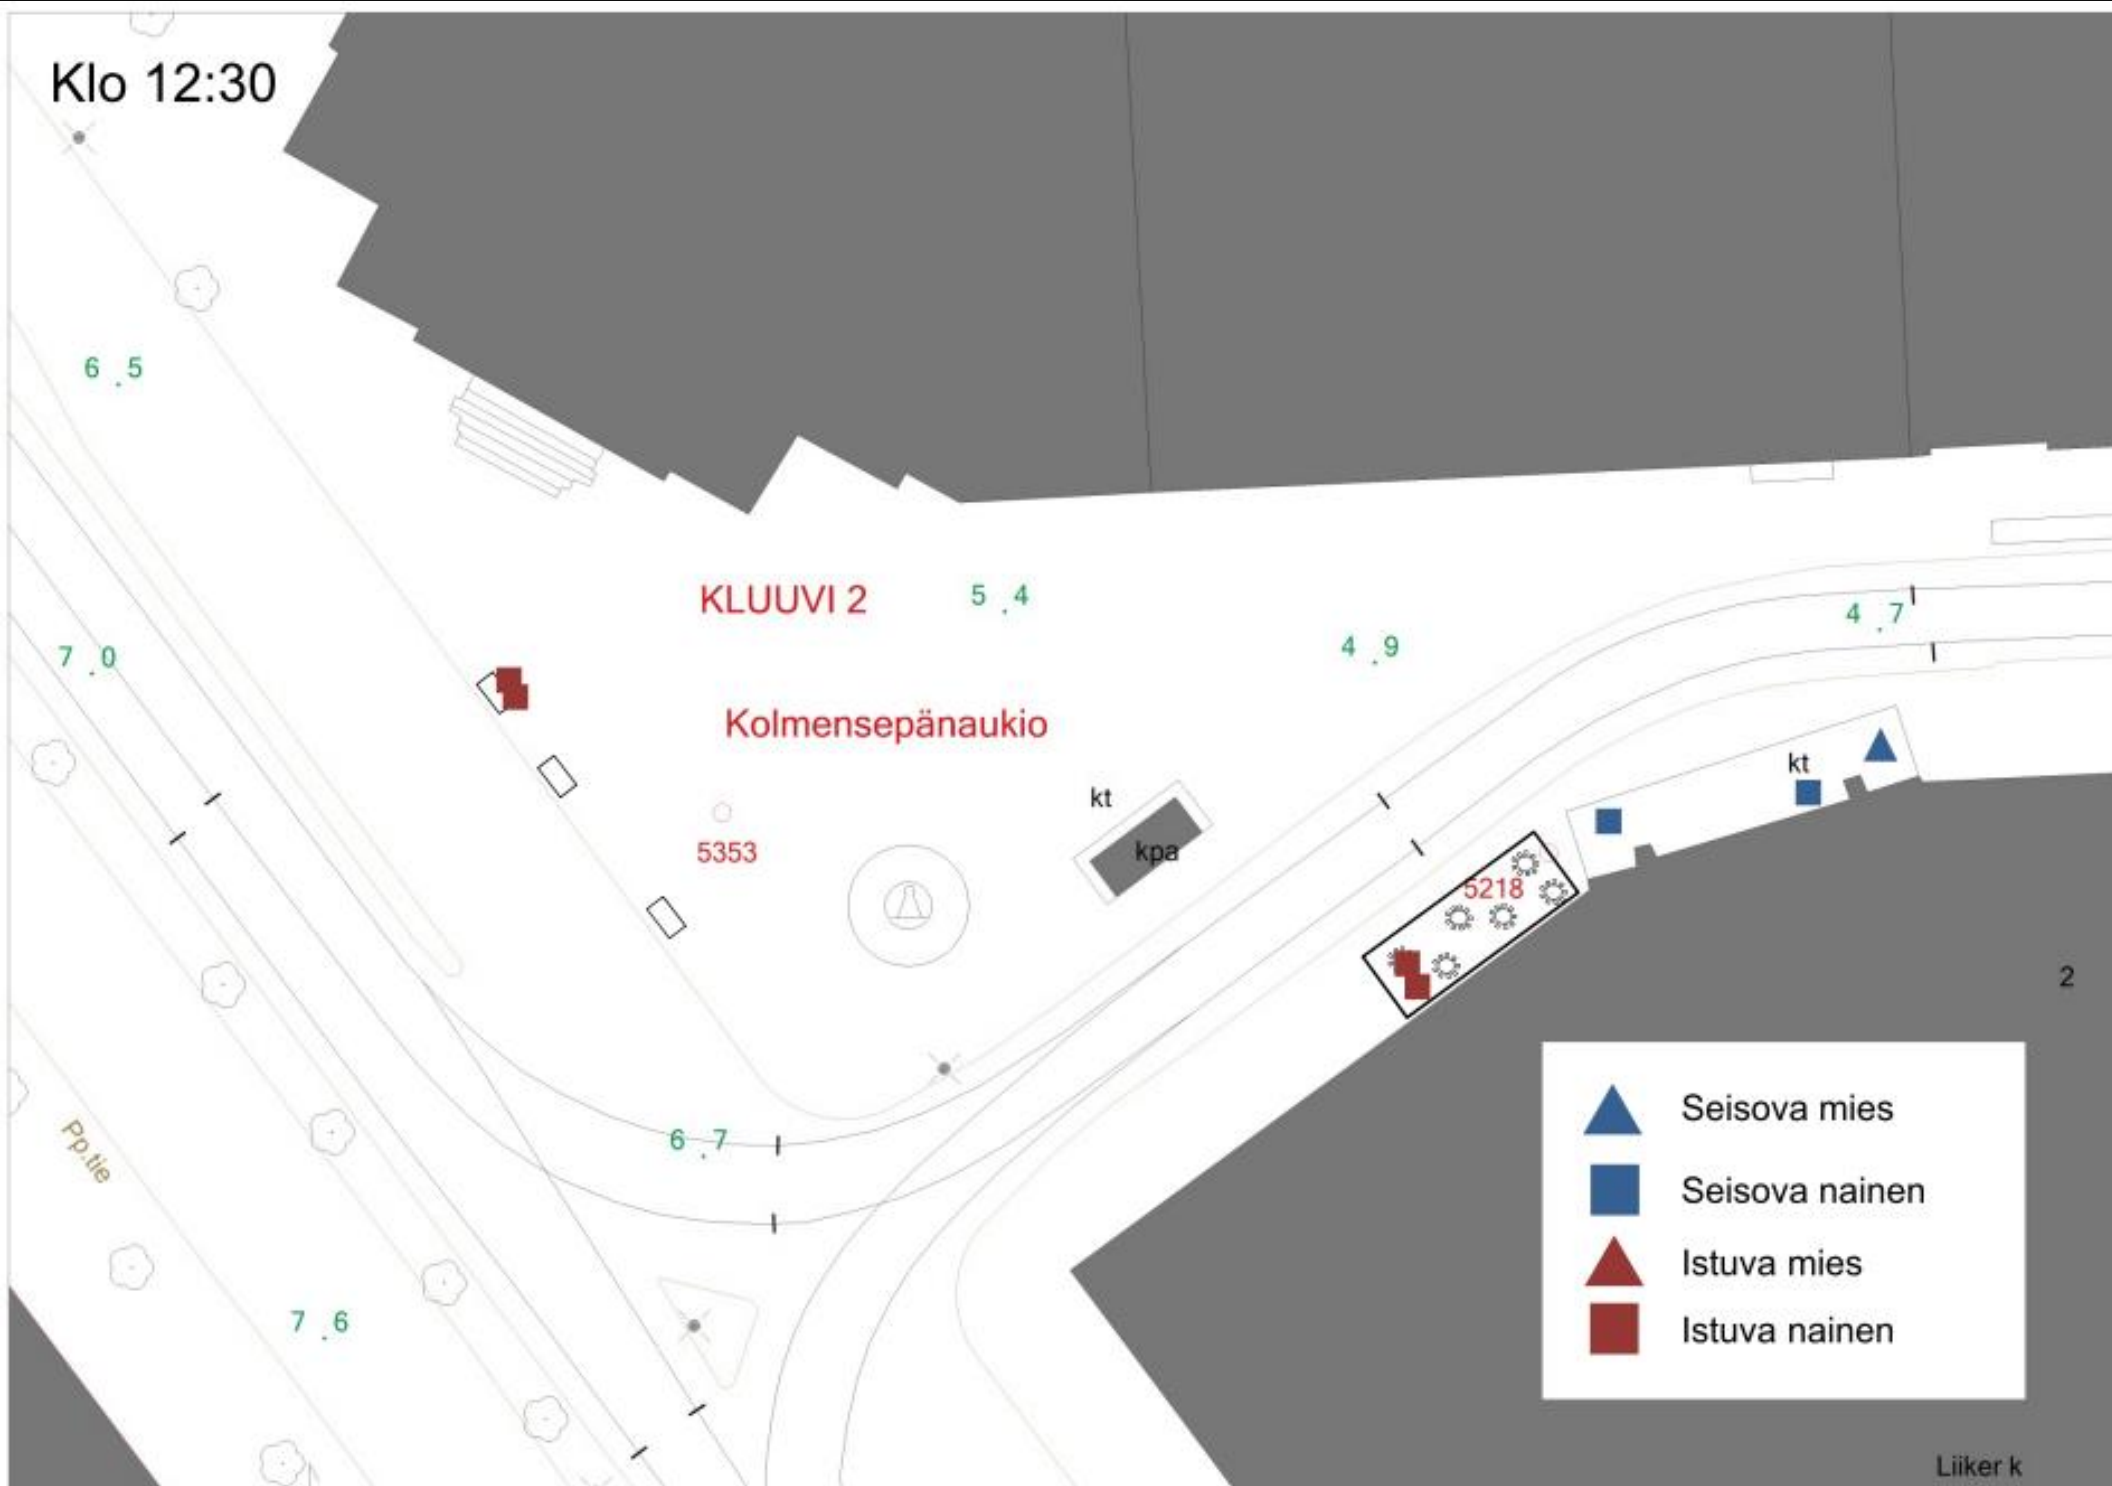 Klo 12:30
6.5
KLUUVI 2
5.4
4.7
4.9
7.0
Kolmensepänaukio
kt
kt
5353
kpa
5218
2
Seisova mies
6.7
Pp.tie
Seisova nainen
Istuva mies
7.6
Istuva nainen
Liiker k